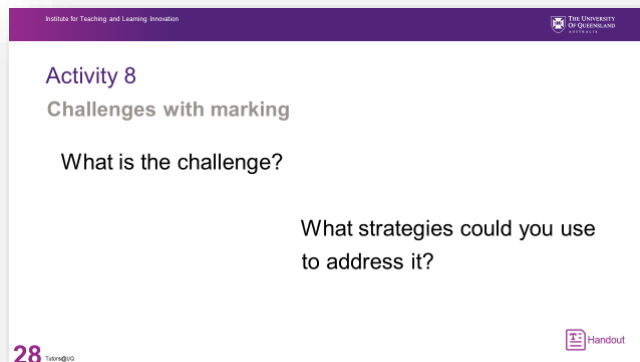 Institute for Teaching and Learning Innovation
THE UNIVERSITY
OF QUEENSLAND
AUSTRALIA
Activity 8
Challenges with marking
What is the challenge?
What strategies could you use
to address it?
Handout
28 Tutors@UQ